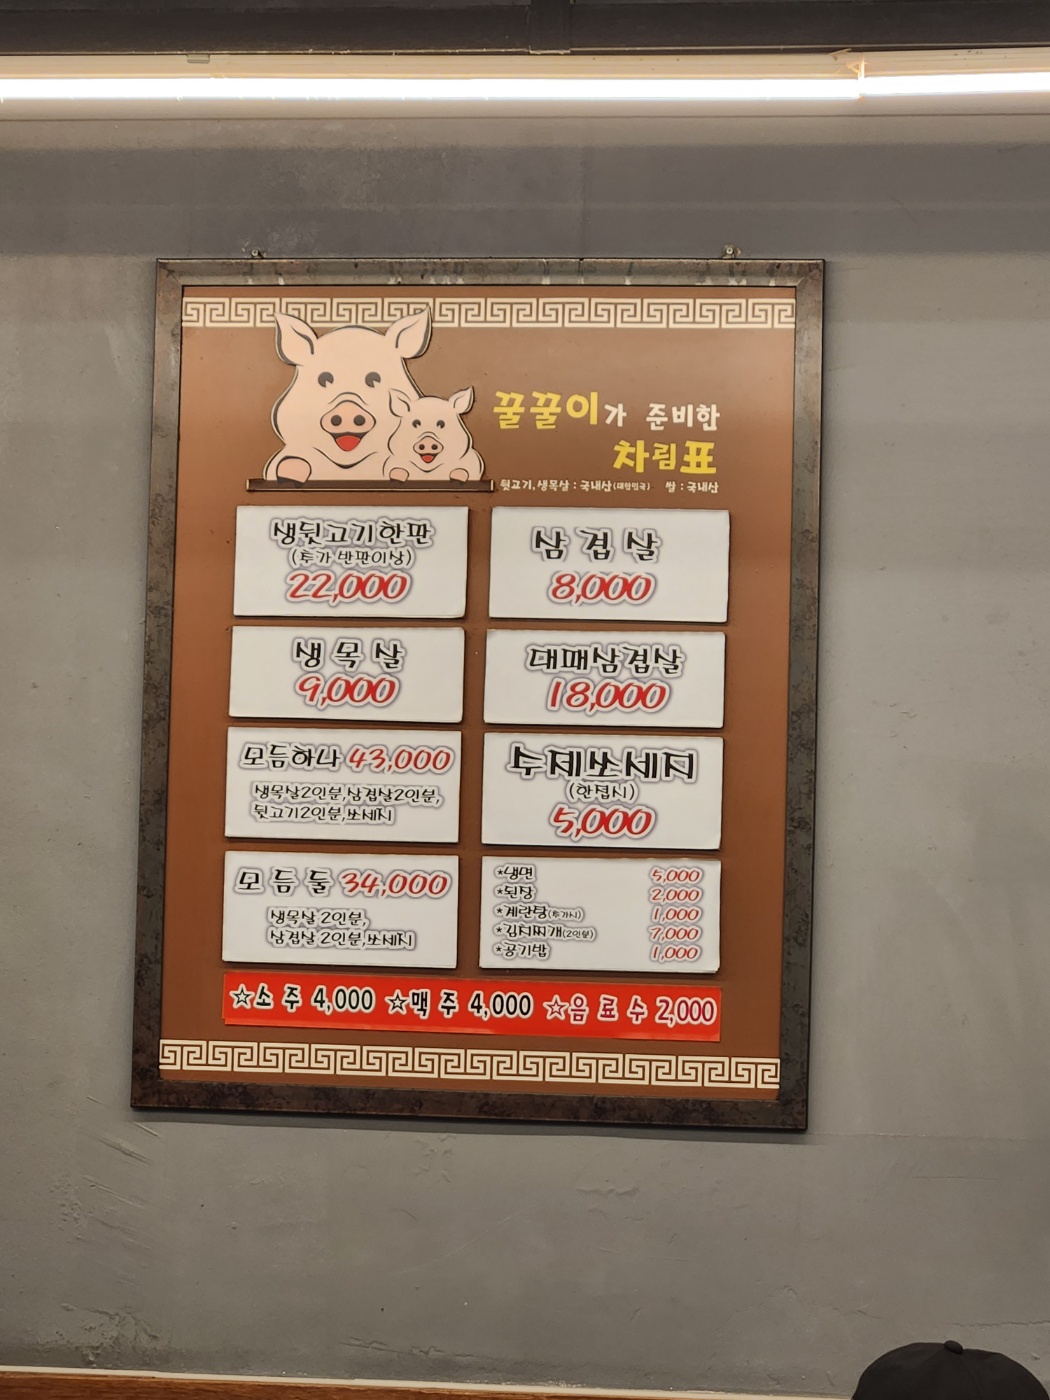 꿀꿀이가 준비한
차림표
뒷고기,생목살 : 국내산(대한민국) 쌀 : 국내산
생뒷고기한판
(추가 반판이상)
22,000
삼겹살
8,000
생목살
9,000
대패삼겹살
18,000
모듬하나 43,000
생목살2인분,삼겹살2인분,
뒷고기2인분,쏘세지
수제쏘세지
(한접시)
5,000
모듬둘 34,000
생목살 2인분,
삼겹살 2인분,쏘세지
*냉면 5,000
*된장 2,000
*계란탕(추가시) 1,000
*김치찌개(2인분) 7,000
*공기밥 1,000
☆소주 4,000 ☆맥주 4,000 ☆음료수 2,000